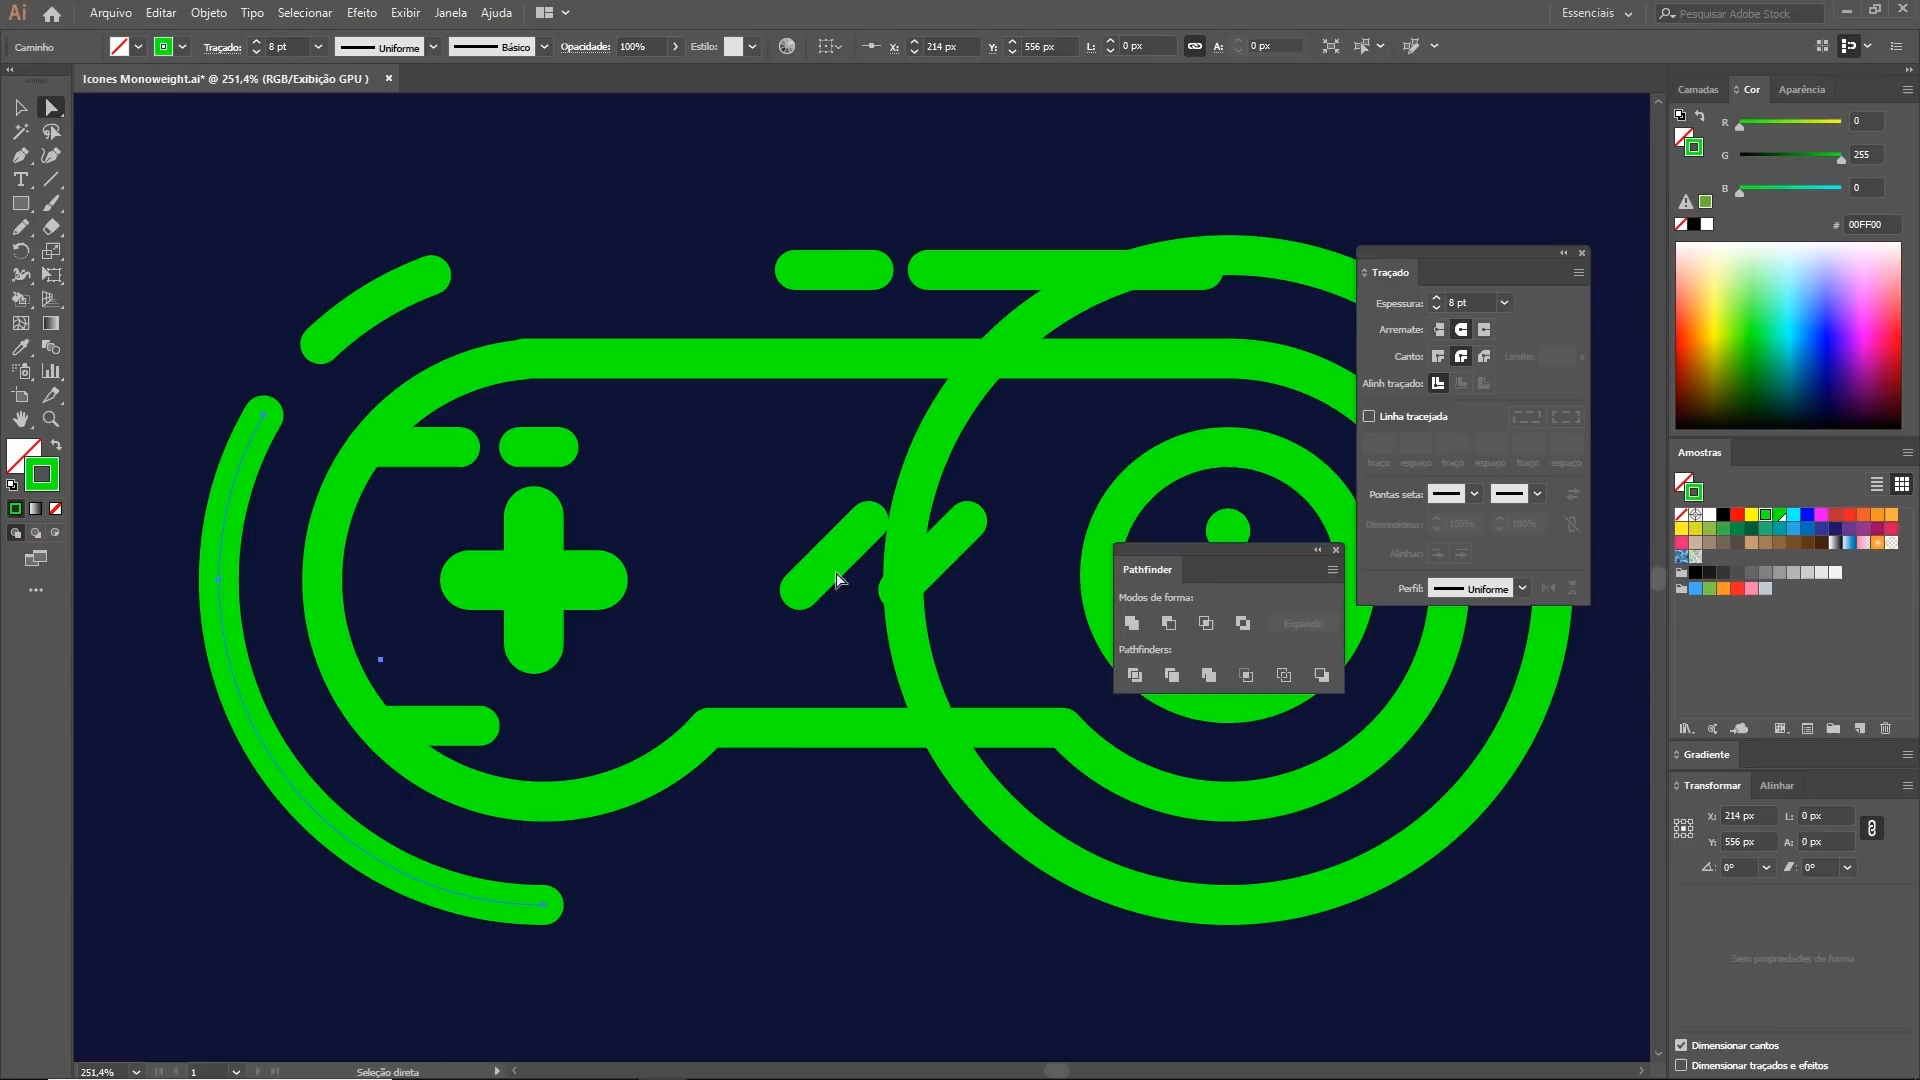 Ai Arquivo Editar Objeto Tipo Selecionar Efeito Exibir Janela Ajuda Essenciais Pesquisar Adobe Stock
Caminho Traçado: 8 pt Uniforme Básico Opacidade: 100% Estilo: X: 214 px Y: 556 px L: 0 px A: 0 px
Icones Monoweight.ai* @ 251,4% (RGB/Exibição GPU )
Camadas Cor Aparência
R 0
G 255
B 0
# 00FF00
Traçado
Espessura: 8 pt
Arremate:
Canto: Limite:
Alinh traçado:
Linha tracejada
traço espaço traço espaço traço espaço
Pontas seta:
Dimensionar: 100% 100%
Alinhar:
Perfil: Uniforme
Pathfinder
Modos de forma:
Expandir
Pathfinders:
Amostras
Gradiente
Transformar Alinhar
X: 214 px L: 0 px
Y: 556 px A: 0 px
0° 0°
Sem propriedades de forma
Dimensionar cantos
Dimensionar traçados e efeitos
251,4% 1 Seleção direta